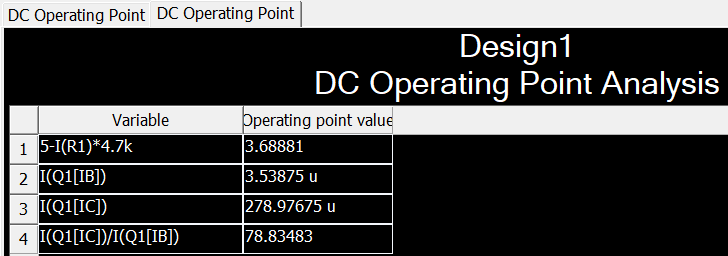 DC Operating Point DC Operating Point
Design1
DC Operating Point Analysis
Variable Operating point value
1 5-I(R1)*4.7k 3.68881
2 I(Q1[IB]) 3.53875 u
3 I(Q1[IC]) 278.97675 u
4 I(Q1[IC])/I(Q1[IB]) 78.83483